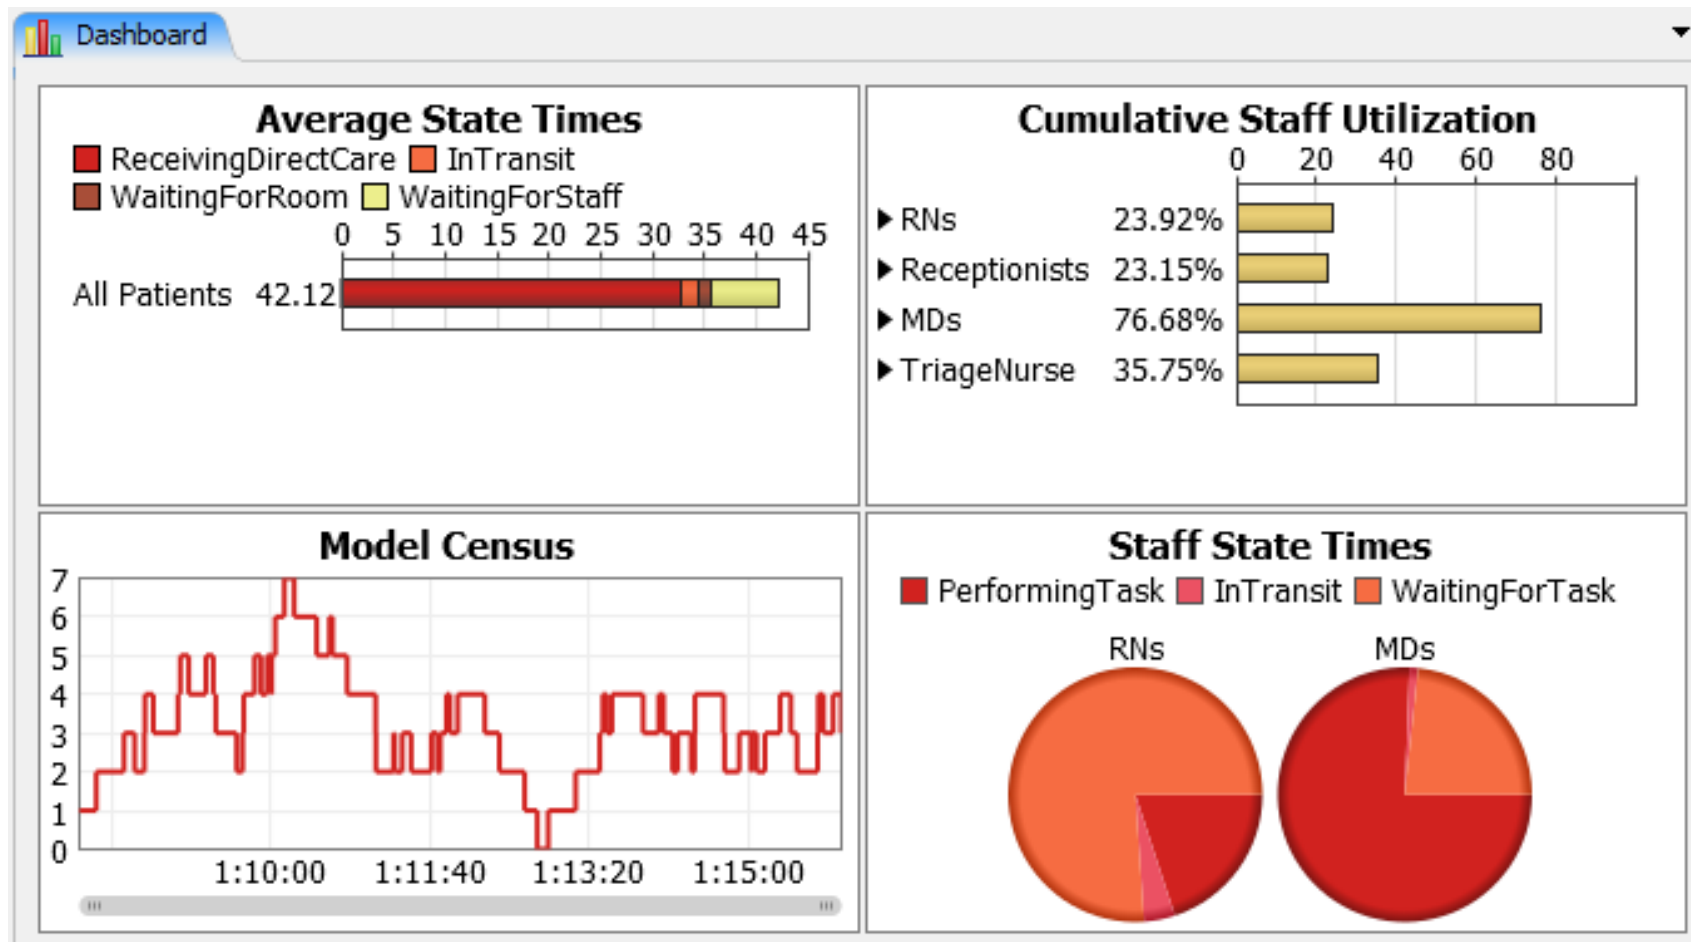 Dashboard
Average State Times
ReceivingDirectCare InTransit
WaitingForRoom WaitingForStaff
0 5 10 15 20 25 30 35 40 45
All Patients 42.12
Cumulative Staff Utilization
0 20 40 60 80
RNs 23.92%
Receptionists 23.15%
MDs 76.68%
TriageNurse 35.75%
Model Census
7
6
5
4
3
2
1
0
1:10:00 1:11:40 1:13:20 1:15:00
Staff State Times
PerformingTask InTransit WaitingForTask
RNs MDs